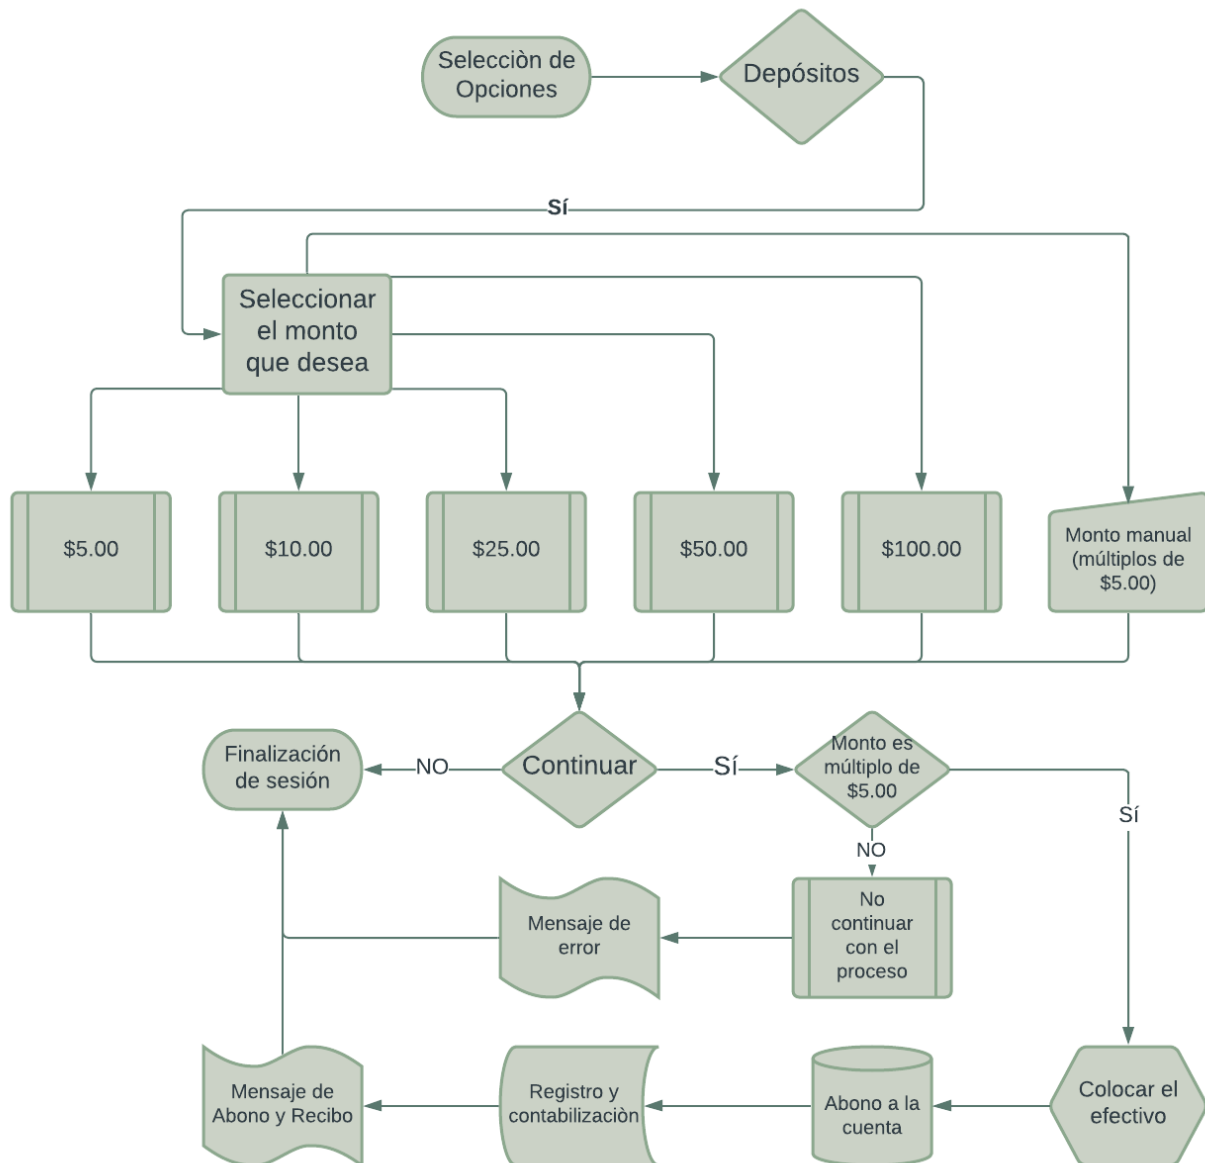 Selecciòn de
Opciones
Depósitos
Sí
Seleccionar
el monto
que desea
$5.00
$10.00
$25.00
$50.00
$100.00
Monto manual
(múltiplos de
$5.00)
Finalización
de sesión
NO
Continuar
Sí
Monto es
múltiplo de
$5.00
Sí
NO
Mensaje de
error
No
continuar
con el
proceso
Mensaje de
Abono y Recibo
Registro y
contabilizaciòn
Abono a la
cuenta
Colocar el
efectivo